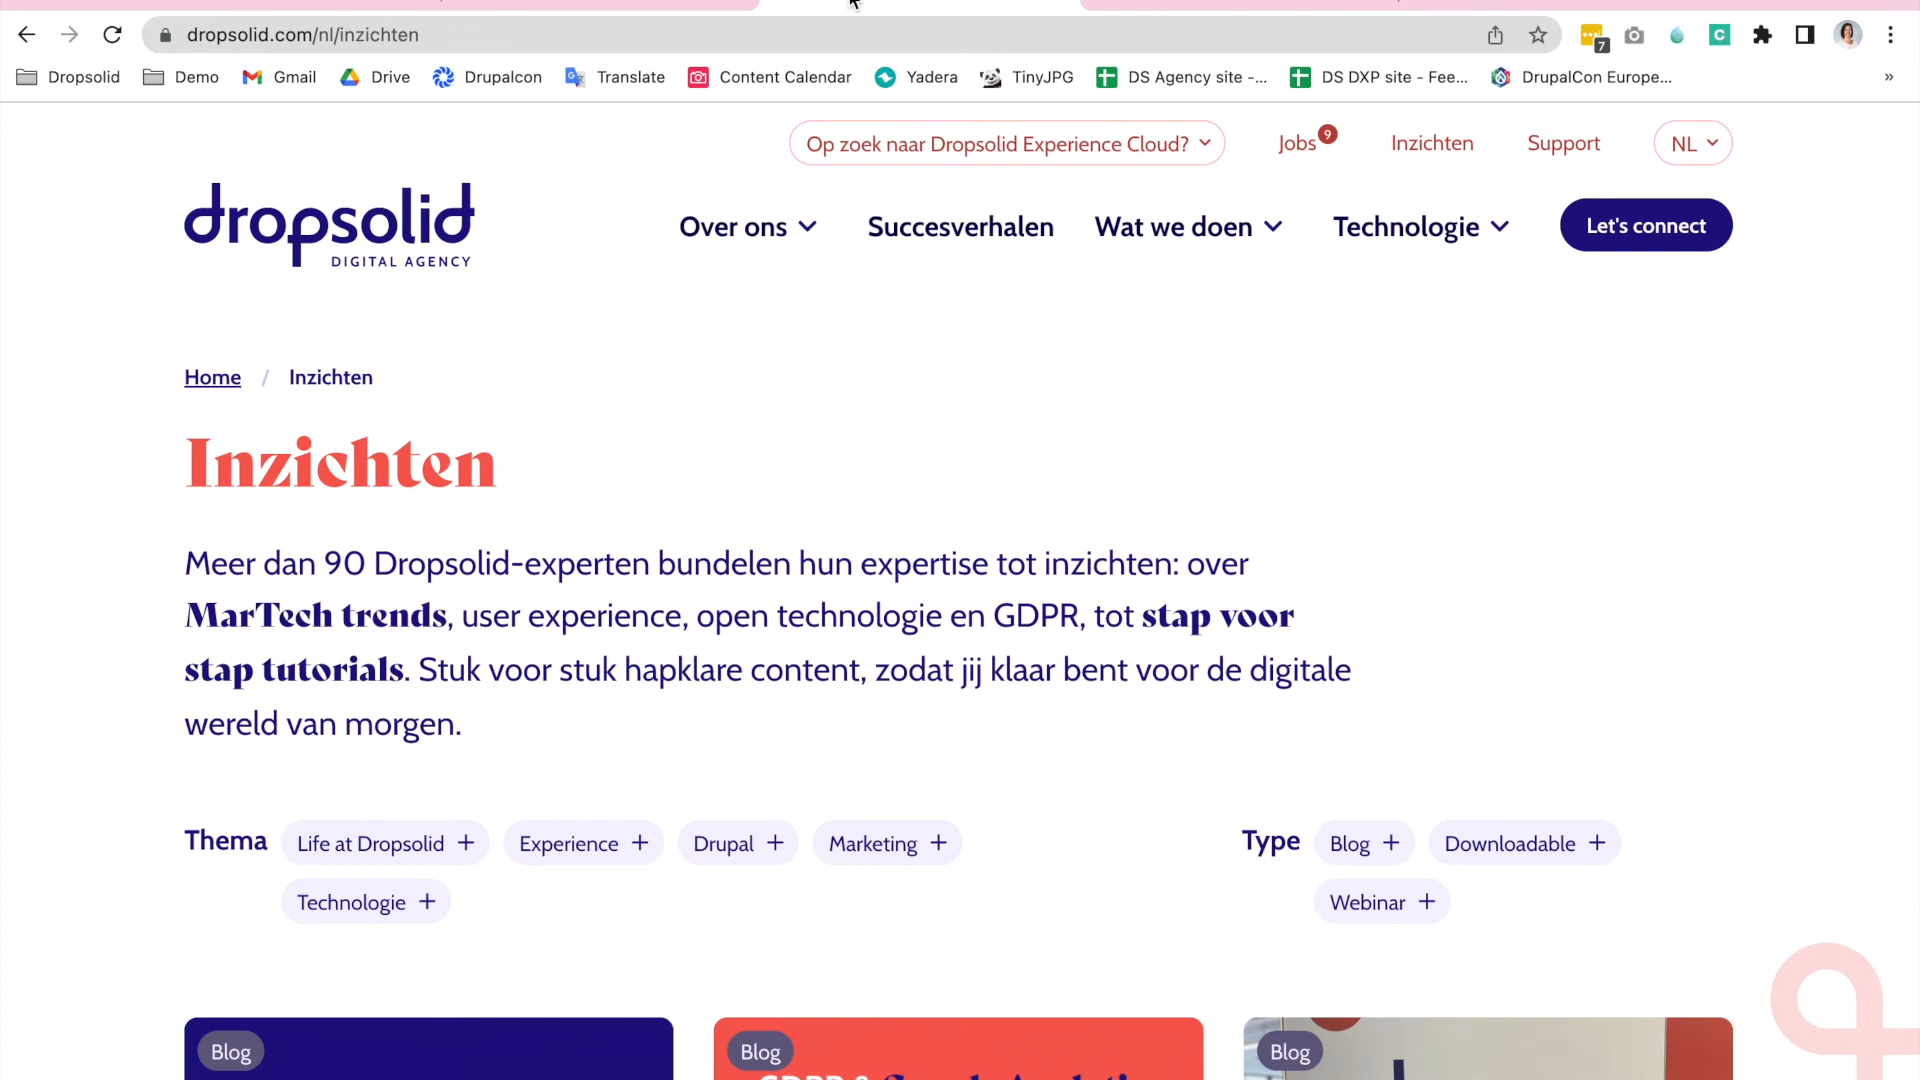 dropsolid.com/nl/inzichten
7
Dropsolid Demo Gmail Drive Drupalcon Translate Content Calendar Yadera TinyJPG DS Agency site -... DS DXP site - Fee... DrupalCon Europe... »
Op zoek naar Dropsolid Experience Cloud? Jobs 9 Inzichten Support NL
dropsolid
DIGITAL AGENCY
Over ons Succesverhalen Wat we doen Technologie Let's connect
Home / Inzichten
Inzichten
Meer dan 90 Dropsolid-experten bundelen hun expertise tot inzichten: over
MarTech trends, user experience, open technologie en GDPR, tot stap voor
stap tutorials. Stuk voor stuk hapklare content, zodat jij klaar bent voor de digitale
wereld van morgen.
Thema Life at Dropsolid + Experience + Drupal + Marketing +
Technologie +
Type Blog + Downloadable +
Webinar +
Blog Blog Blog